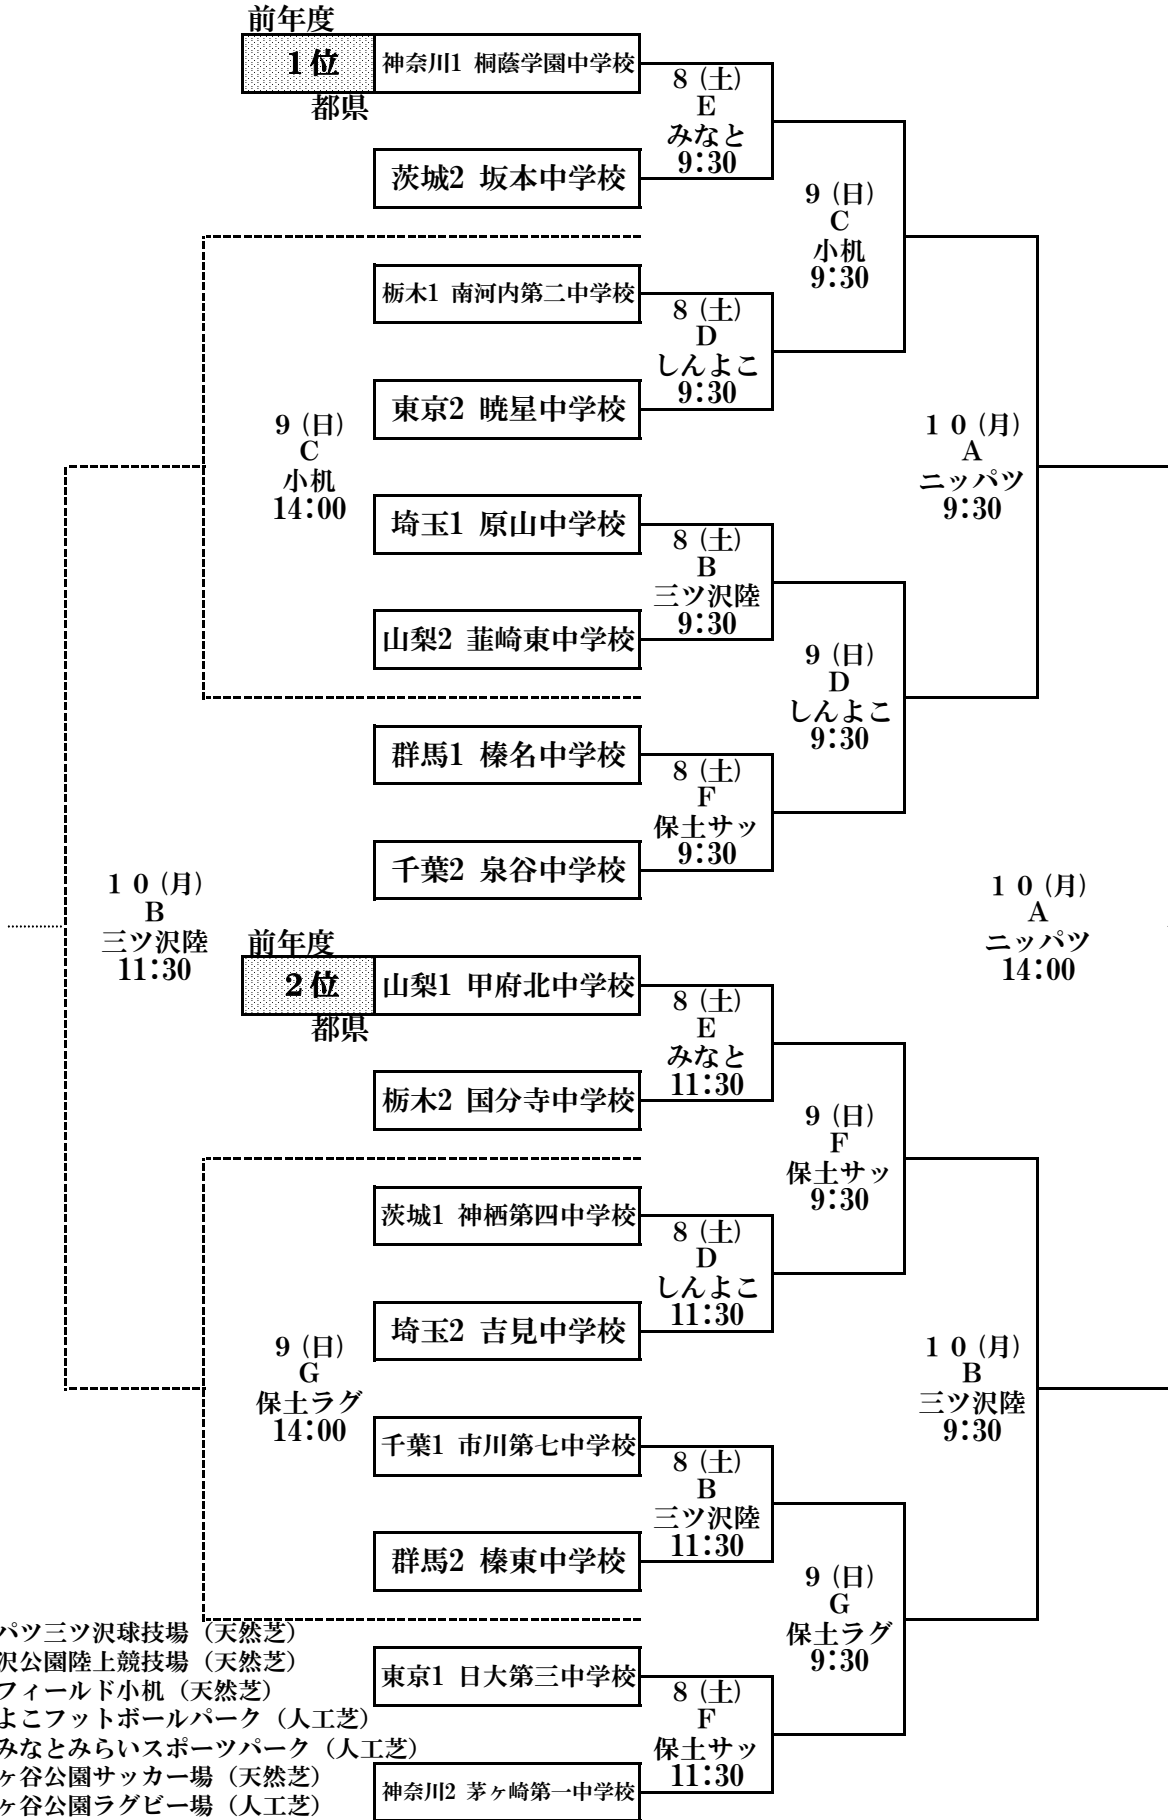 前年度
1位 神奈川1 桐蔭学園中学校
都県
8 (土)
E
みなと
9:30
茨城2 坂本中学校
9 (日)
C
小机
9:30
栃木1 南河内第二中学校
8 (土)
D
しんよこ
9:30
東京2 暁星中学校
9 (日)
C
小机
14:00
10 (月)
A
ニッパツ
9:30
埼玉1 原山中学校
8 (土)
B
三ツ沢陸
9:30
山梨2 韮崎東中学校
9 (日)
D
しんよこ
9:30
群馬1 榛名中学校
8 (土)
F
保土サッ
9:30
千葉2 泉谷中学校
10 (月)
B
三ツ沢陸
11:30
10 (月)
A
ニッパツ
14:00
前年度
2位 山梨1 甲府北中学校
都県
8 (土)
E
みなと
11:30
栃木2 国分寺中学校
9 (日)
F
保土サッ
9:30
茨城1 神栖第四中学校
8 (土)
D
しんよこ
11:30
埼玉2 吉見中学校
9 (日)
G
保土ラグ
14:00
10 (月)
B
三ツ沢陸
9:30
千葉1 市川第七中学校
8 (土)
B
三ツ沢陸
11:30
群馬2 榛東中学校
9 (日)
G
保土ラグ
9:30
東京1 日大第三中学校
8 (土)
F
保土サッ
11:30
神奈川2 茅ヶ崎第一中学校
パツ三ツ沢球技場（天然芝）
沢公園陸上競技場（天然芝）
フィールド小机（天然芝）
よこフットボールパーク（人工芝）
みなとみらいスポーツパーク（人工芝）
ヶ谷公園サッカー場（天然芝）
ヶ谷公園ラグビー場（人工芝）